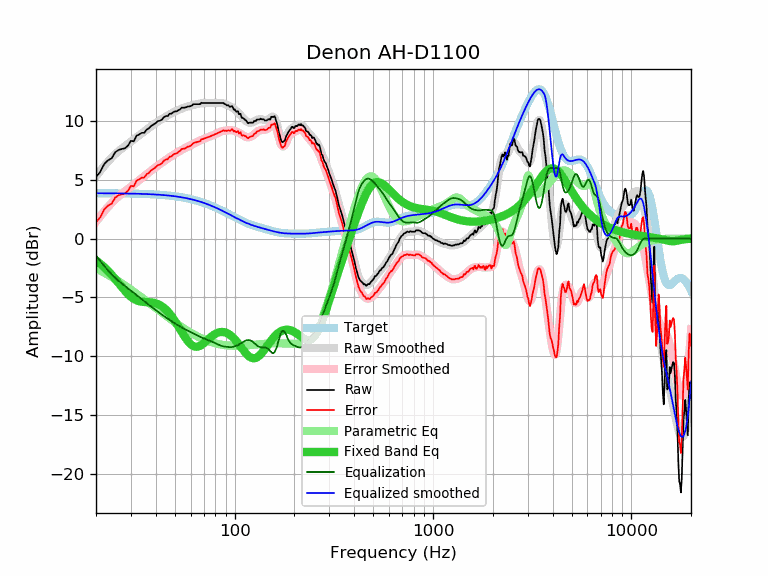 Denon AH-D1100
Amplitude (dBr)
10
5
0
−5
−10
−15
−20
Target
Raw Smoothed
Error Smoothed
Raw
Error
Parametric Eq
Fixed Band Eq
Equalization
Equalized smoothed
100
1000
10000
Frequency (Hz)